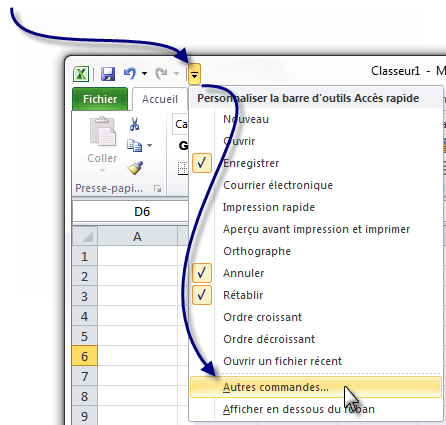 Classeur1 - M
Fichier
Accueil
Personnaliser la barre d'outils Accès rapide
Nouveau
Ouvrir
Enregistrer
Courrier électronique
Impression rapide
Aperçu avant impression et imprimer
Orthographe
Annuler
Rétablir
Ordre croissant
Ordre décroissant
Ouvrir un fichier récent
Autres commandes...
Afficher en dessous du ruban
Coller
Ca
G
Presse-papi...
D6
A
1
2
3
4
5
6
7
8
9